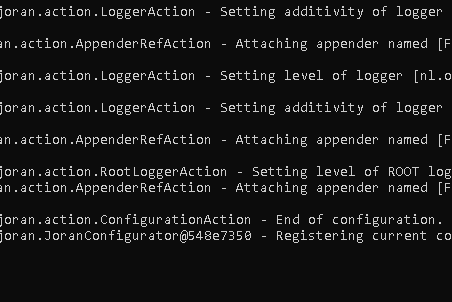 joran.action.LoggerAction - Setting additivity of logger
an.action.AppenderRefAction - Attaching appender named [F
joran.action.LoggerAction - Setting level of logger [nl.o
joran.action.LoggerAction - Setting additivity of logger
an.action.AppenderRefAction - Attaching appender named [F
joran.action.RootLoggerAction - Setting level of ROOT log
an.action.AppenderRefAction - Attaching appender named [F
joran.action.ConfigurationAction - End of configuration.
joran.JoranConfigurator@548e7350 - Registering current co